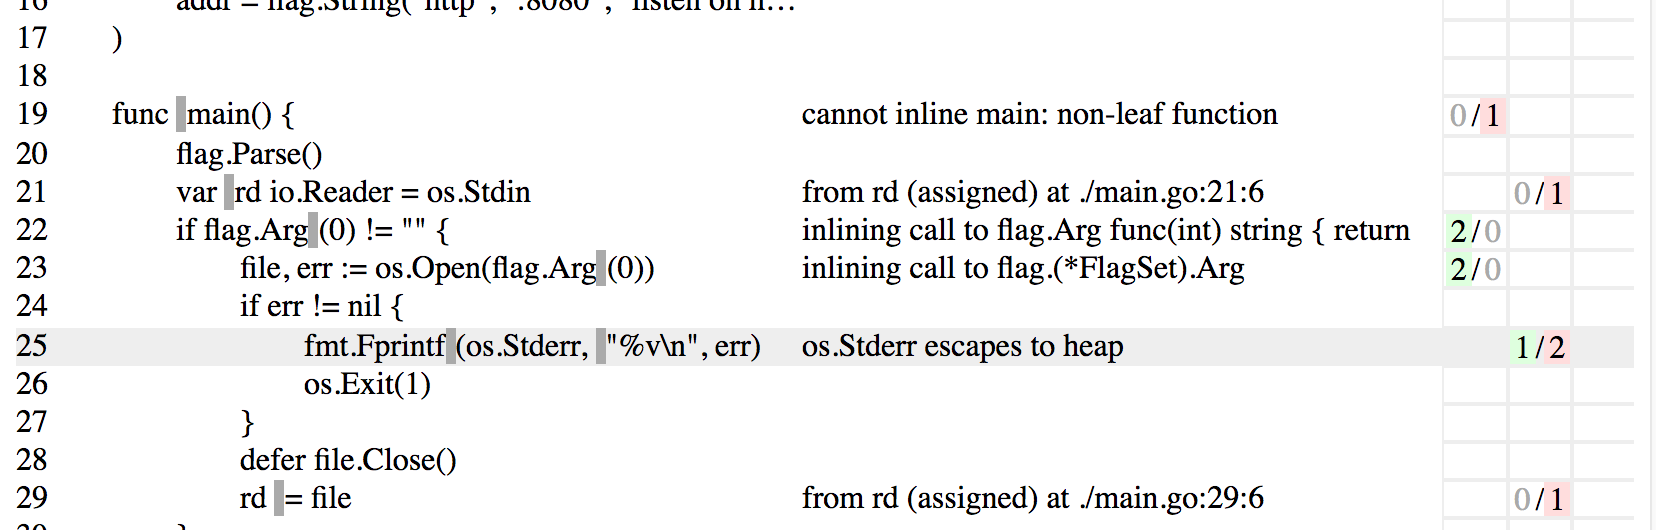 16 addr = flag.String("http", ":8080", "listen on h…
17 )
18
19 func main() { cannot inline main: non-leaf function 0/1
20 flag.Parse()
21 var rd io.Reader = os.Stdin from rd (assigned) at ./main.go:21:6 0/1
22 if flag.Arg (0) != "" { inlining call to flag.Arg func(int) string { return 2/0
23 file, err := os.Open(flag.Arg (0)) inlining call to flag.(*FlagSet).Arg 2/0
24 if err != nil {
25 fmt.Fprintf (os.Stderr, "%v\n", err) os.Stderr escapes to heap 1/2
26 os.Exit(1)
27 }
28 defer file.Close()
29 rd = file from rd (assigned) at ./main.go:29:6 0/1